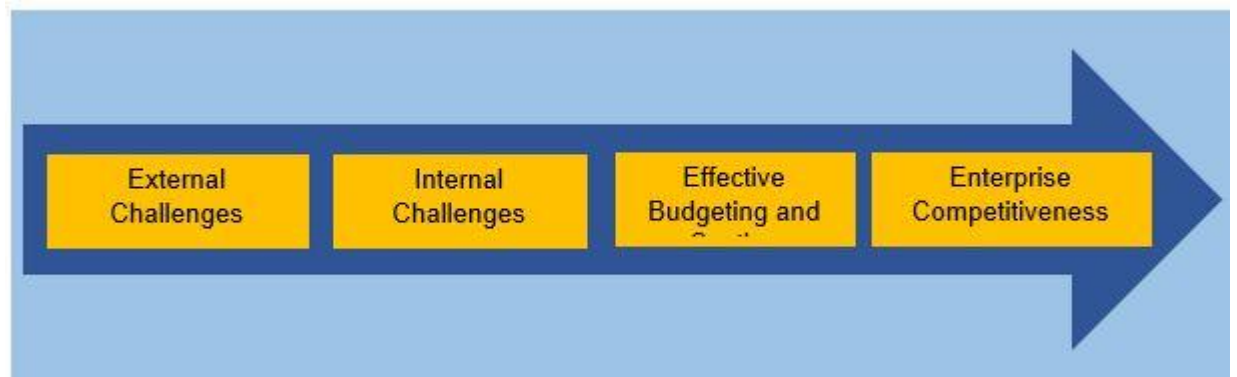 External
Challenges
Internal
Challenges
Effective
Budgeting and
Enterprise
Competitiveness